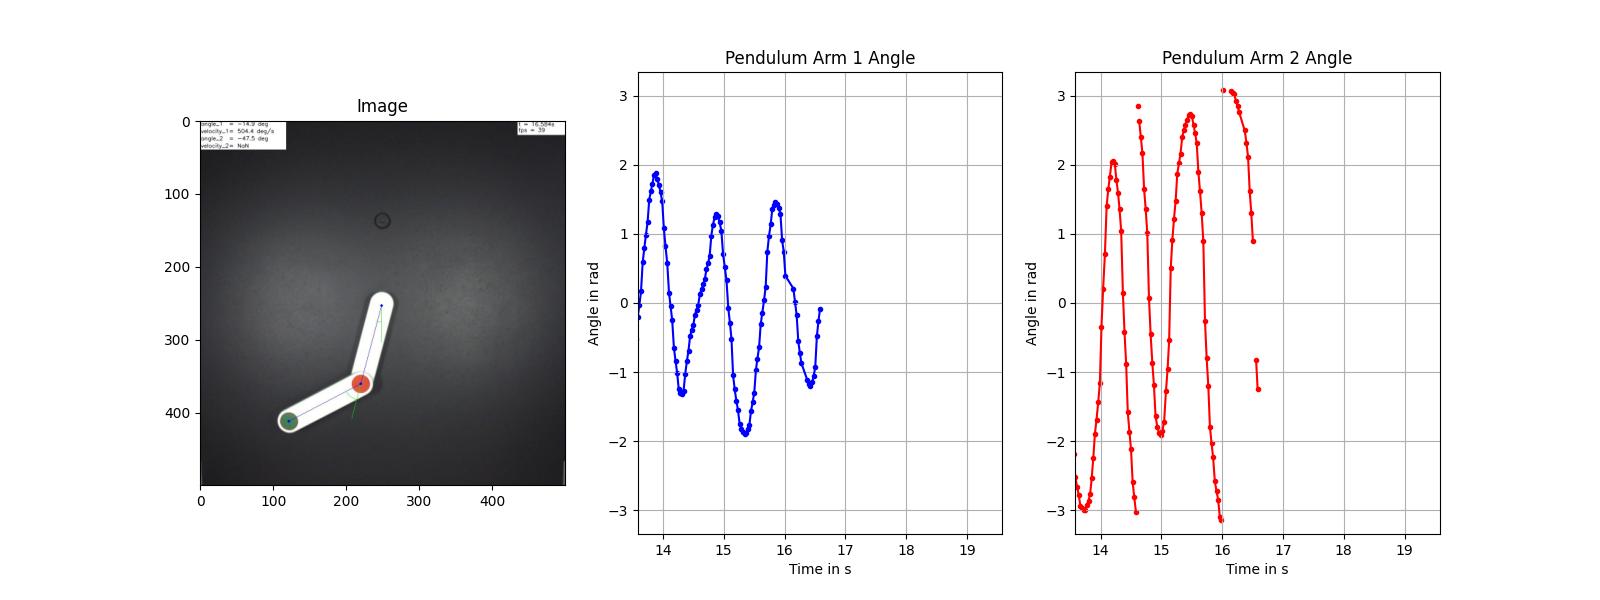 Image
angle_1 = -14.9 deg
velocity_1= 504.4 deg/s
angle_2 = -47.5 deg
velocity_2= NaN
t = 16.584s
fps = 39
0
100
200
300
400
0 100 200 300 400
Pendulum Arm 1 Angle
Angle in rad
3
2
1
0
−1
−2
−3
14 15 16 17 18 19
Time in s
Pendulum Arm 2 Angle
Angle in rad
3
2
1
0
−1
−2
−3
14 15 16 17 18 19
Time in s